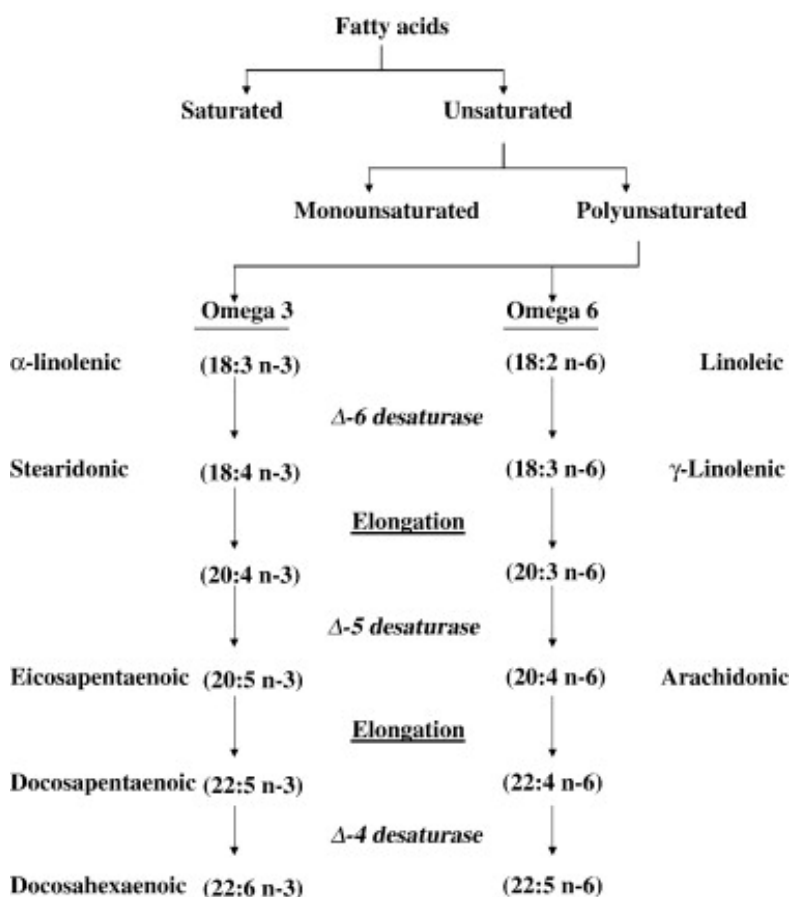 Fatty acids
Saturated Unsaturated
Monounsaturated Polyunsaturated
Omega 3 Omega 6
α-linolenic (18:3 n-3) (18:2 n-6) Linoleic
Δ-6 desaturase
Stearidonic (18:4 n-3) (18:3 n-6) γ-Linolenic
Elongation
(20:4 n-3) (20:3 n-6)
Δ-5 desaturase
Eicosapentaenoic (20:5 n-3) (20:4 n-6) Arachidonic
Elongation
Docosapentaenoic (22:5 n-3) (22:4 n-6)
Δ-4 desaturase
Docosahexaenoic (22:6 n-3) (22:5 n-6)